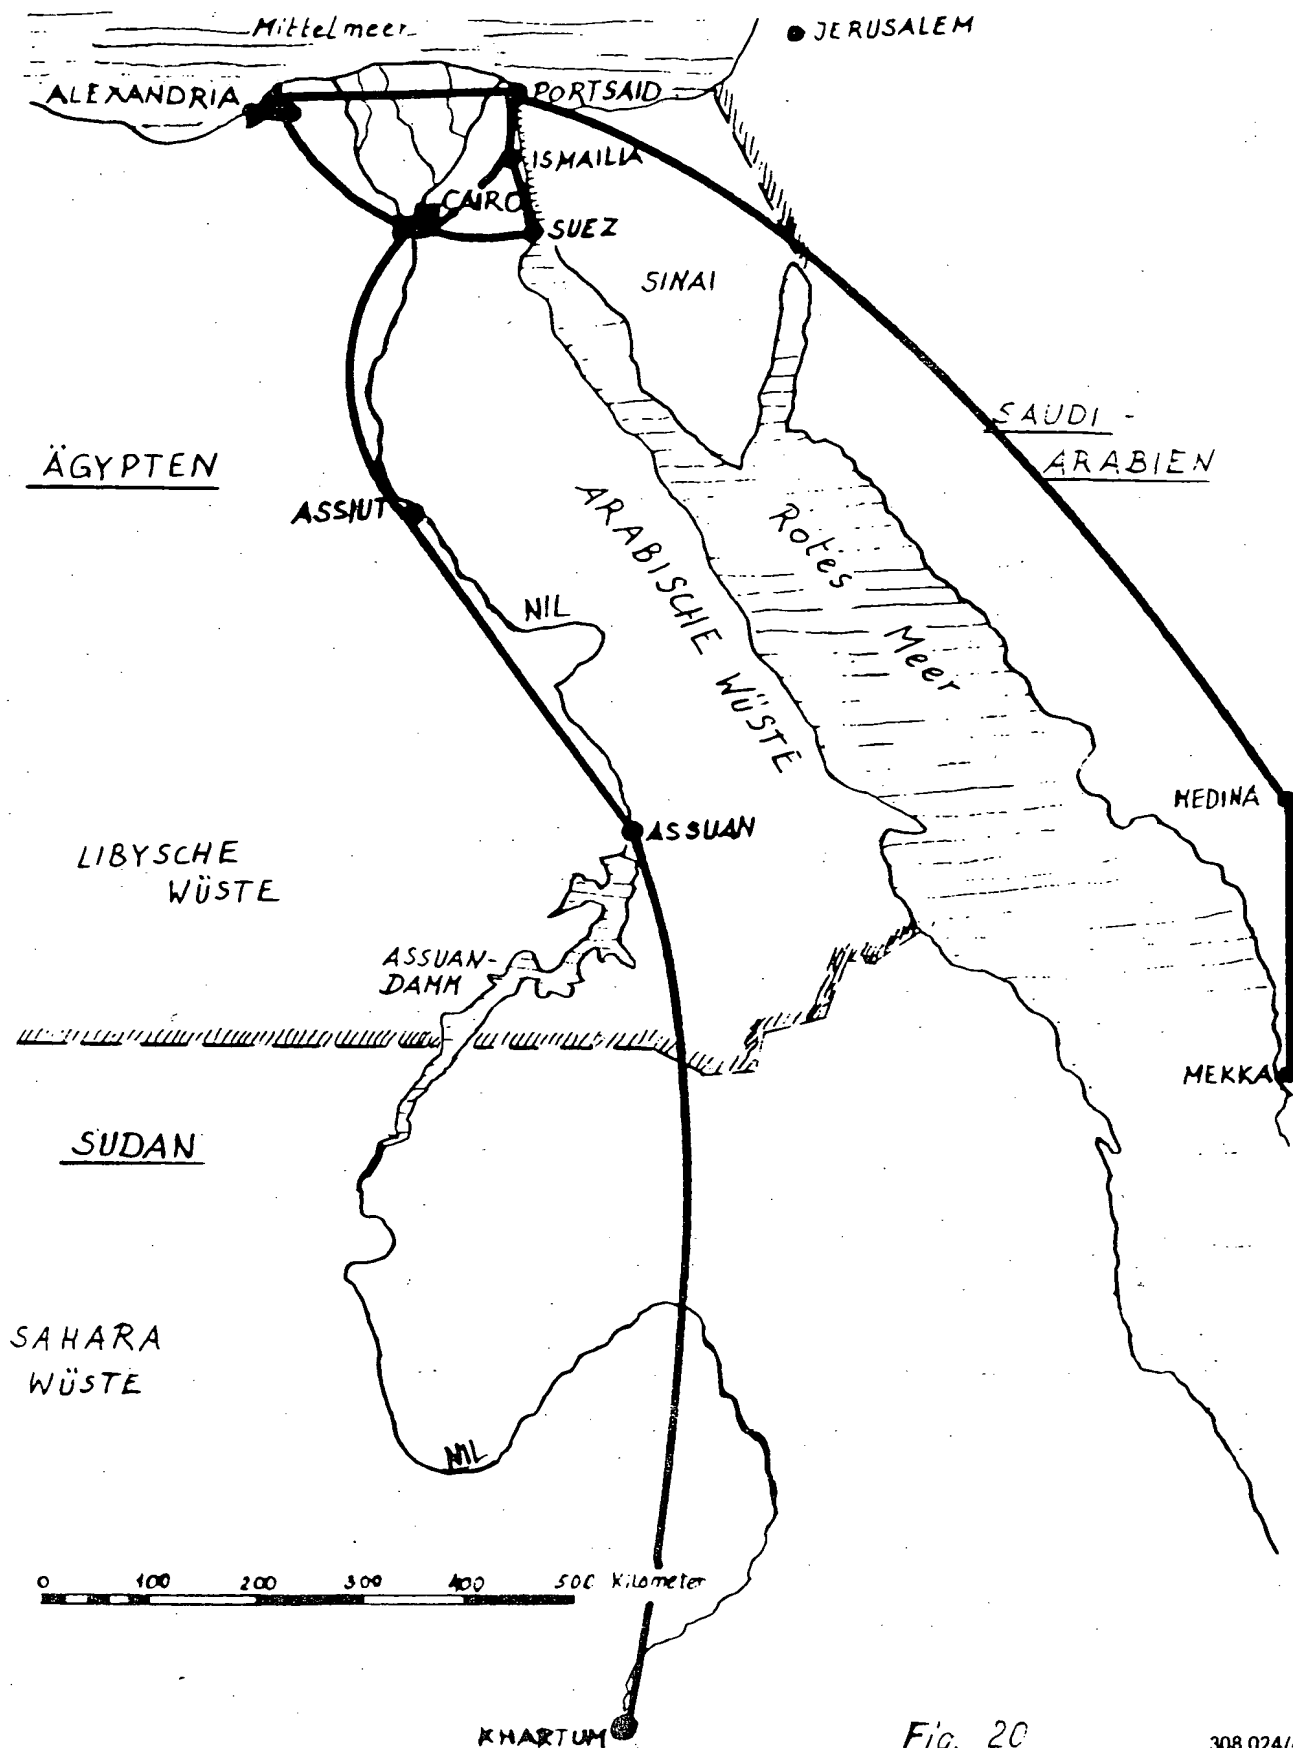 Mittelmeer
JERUSALEM
ALEXANDRIA
PORTSAID
ISMAILIA
CAIRO
SUEZ
SINAI
SAUDI -
ARABIEN
ÄGYPTEN
ASSIUT
ARABISCHE WÜSTE
Rotes
Meer
NIL
MEDINA
ASSUAN
LIBYSCHE
WÜSTE
ASSUAN-
DAMM
MEKKA
SUDAN
SAHARA
WÜSTE
NIL
0 100 200 300 400 500 Kilometer
KHARTUM
Fig. 20
308 024/